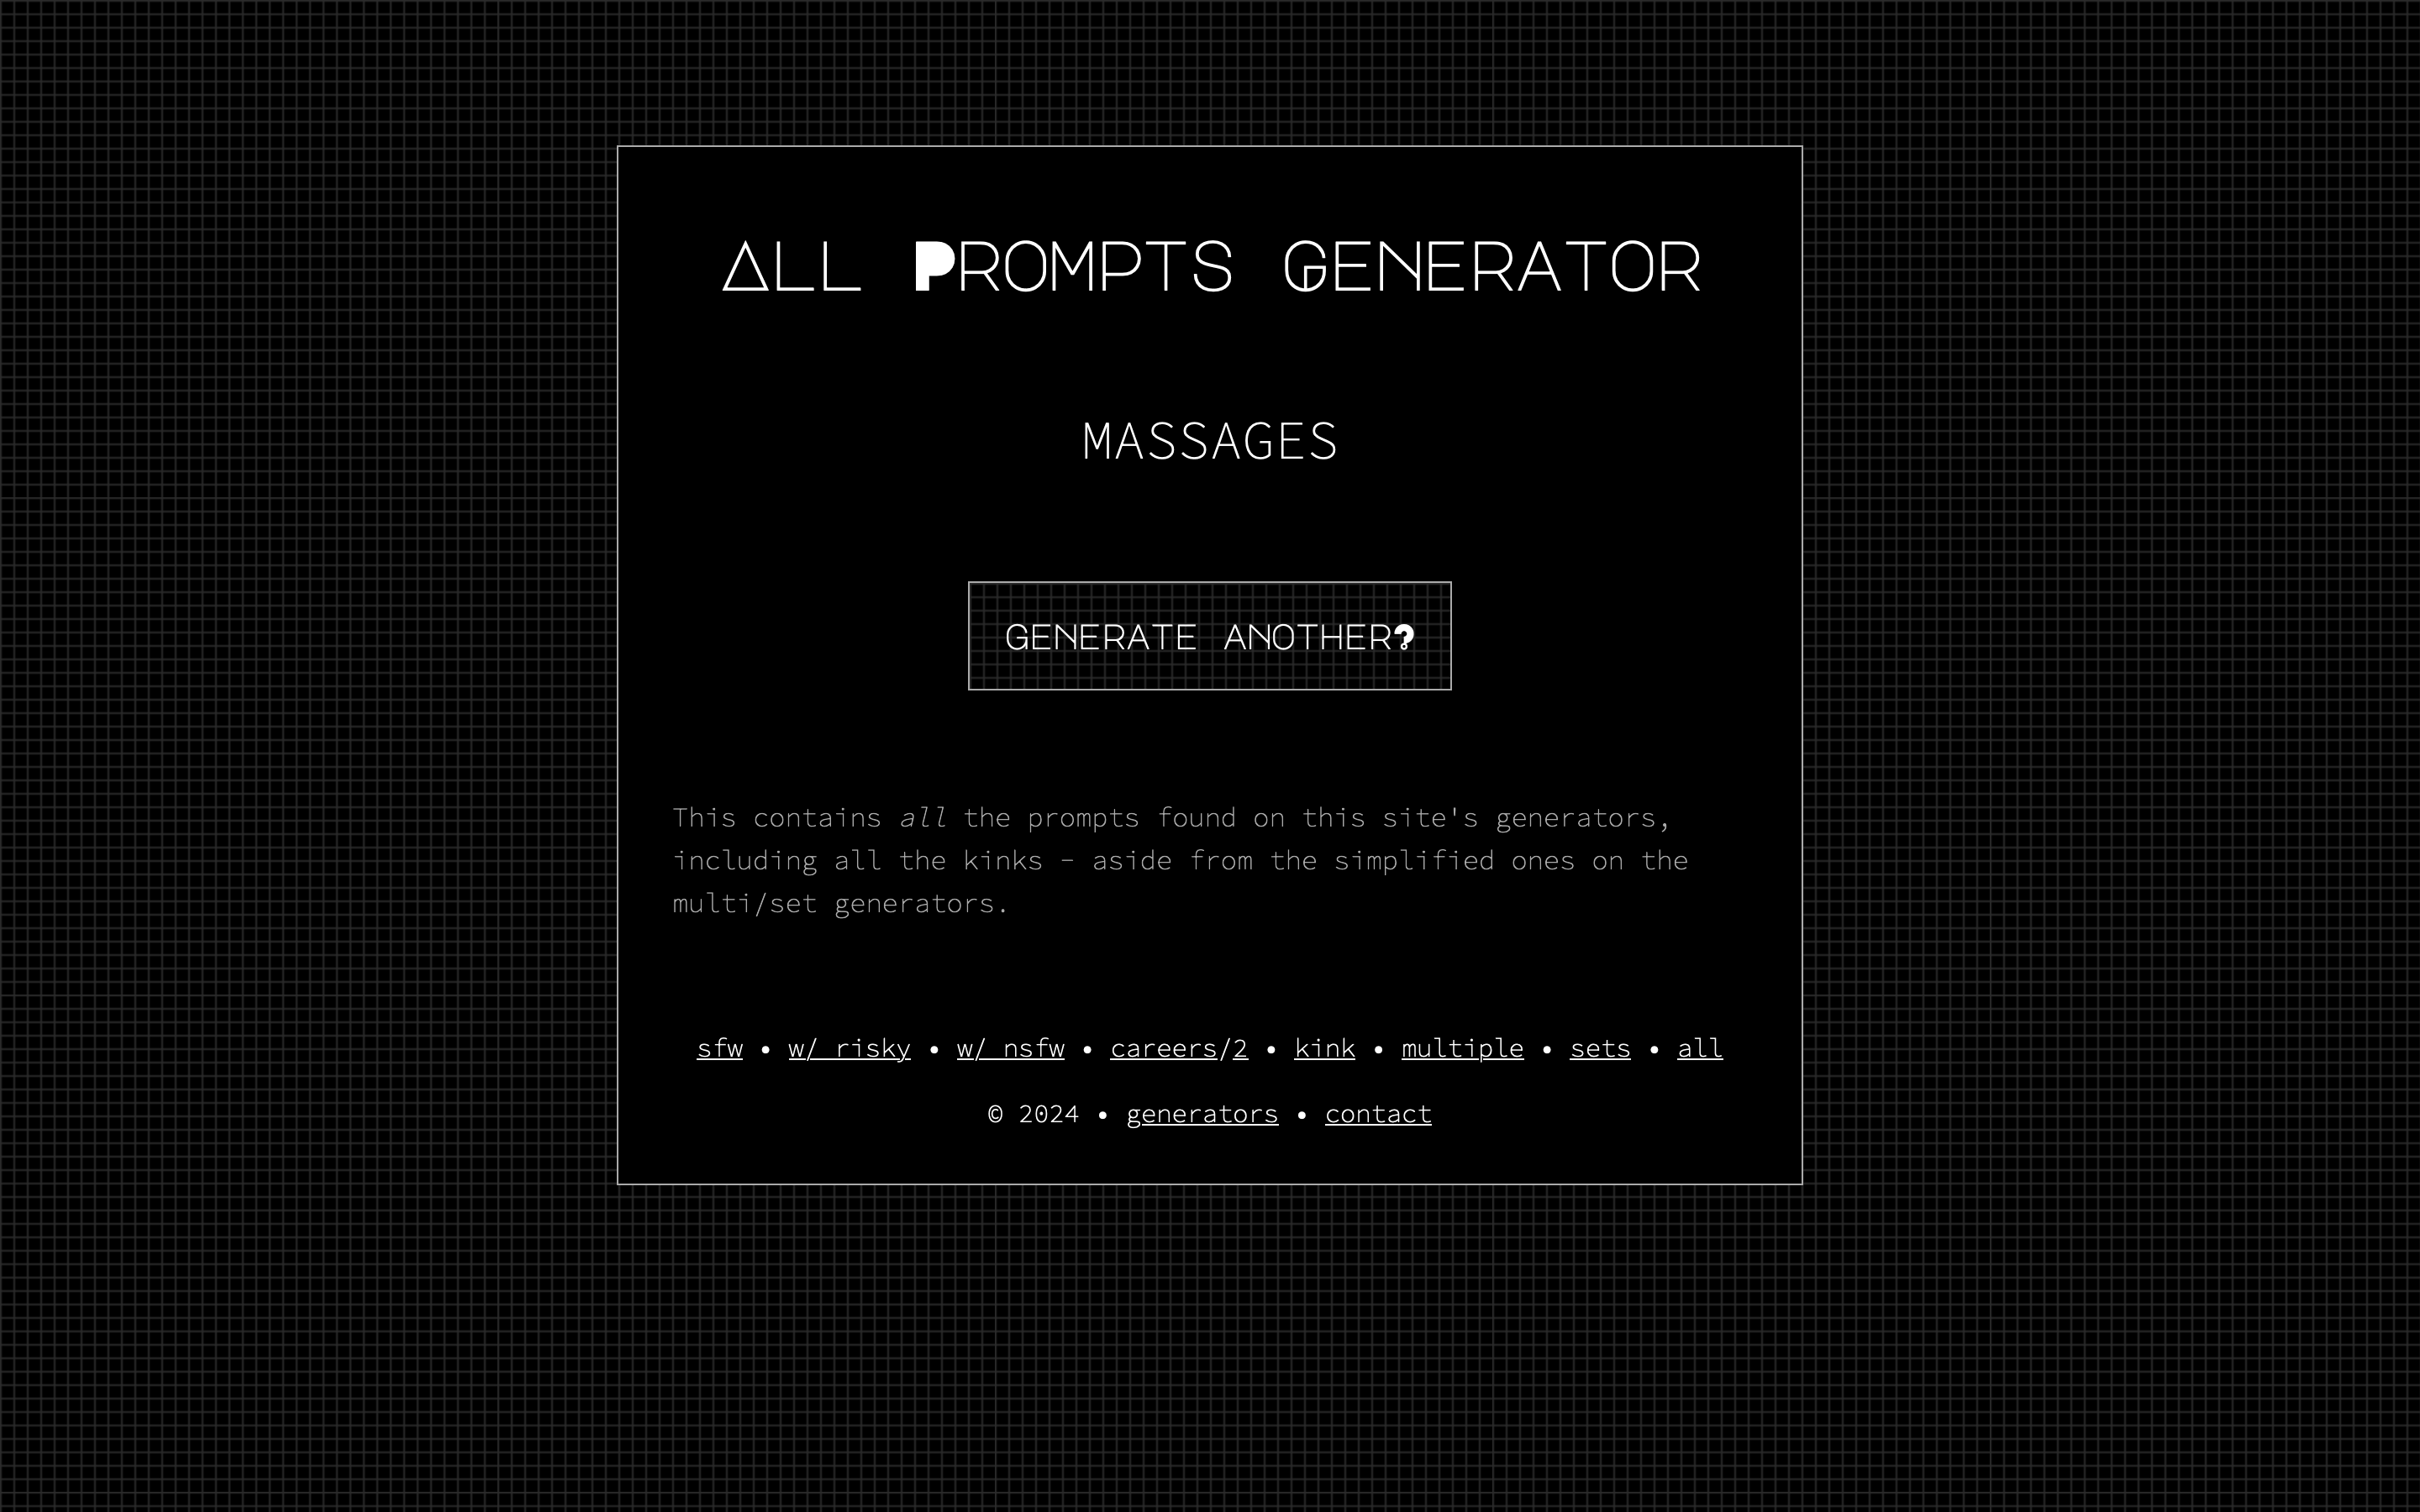 ALL PROMPTS GENERATOR
MASSAGES
GENERATE ANOTHER?
This contains all the prompts found on this site's generators,
including all the kinks - aside from the simplified ones on the
multi/set generators.
sfw • w/ risky • w/ nsfw • careers/2 • kink • multiple • sets • all
© 2024 • generators • contact